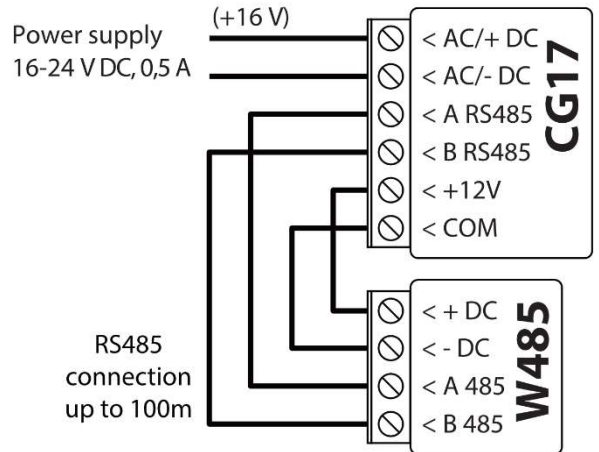 (+16 V)
Power supply
16-24 V DC, 0,5 A
< AC/+ DC
< AC/- DC
< A RS485
< B RS485
< +12V
< COM
CG17
< + DC
< - DC
< A 485
< B 485
W485
RS485
connection
up to 100m